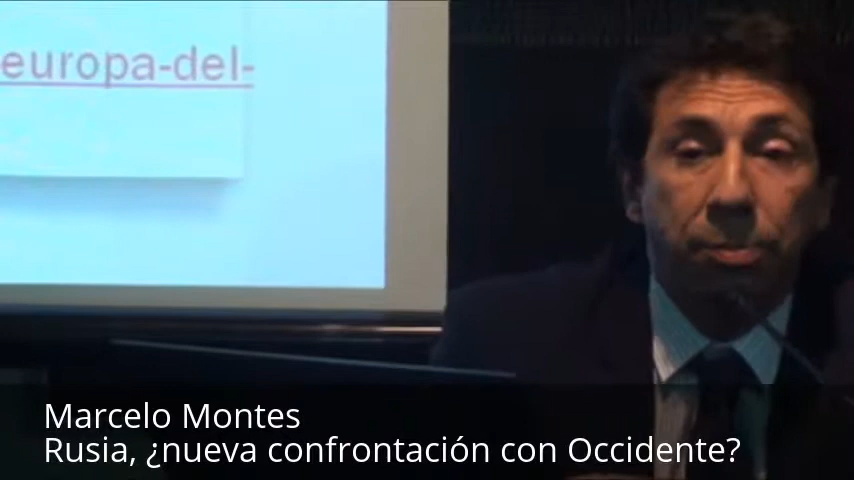 europa-del-
Marcelo Montes
Rusia, ¿nueva confrontación con Occidente?